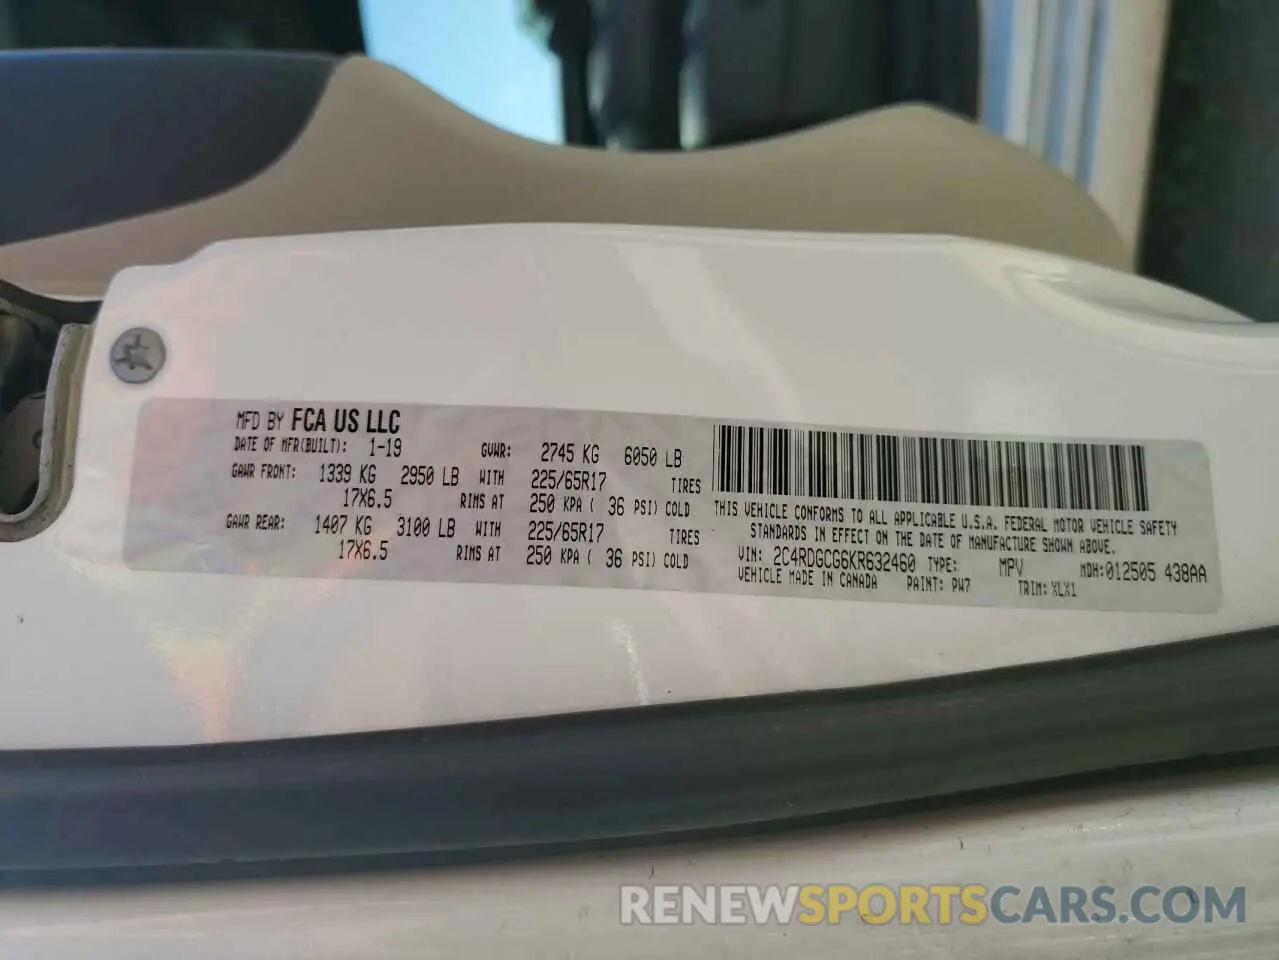 MFD BY FCA US LLC
DATE OF MFR(BUILT): 1-19 GVWR: 2745 KG 6050 LB
GAWR FRONT: 1339 KG 2950 LB WITH 225/65R17 TIRES
17X6.5 RIMS AT 250 KPA ( 36 PSI) COLD
GAWR REAR: 1407 KG 3100 LB WITH 225/65R17 TIRES
17X6.5 RIMS AT 250 KPA ( 36 PSI) COLD
THIS VEHICLE CONFORMS TO ALL APPLICABLE U.S.A. FEDERAL MOTOR VEHICLE SAFETY
STANDARDS IN EFFECT ON THE DATE OF MANUFACTURE SHOWN ABOVE.
VIN: 2C4RDGCG6KR632460 TYPE: MPV MDH:012505 438AA
VEHICLE MADE IN CANADA PAINT: PW7 TRIM: XLX1
RENEWSPORTSCARS.COM